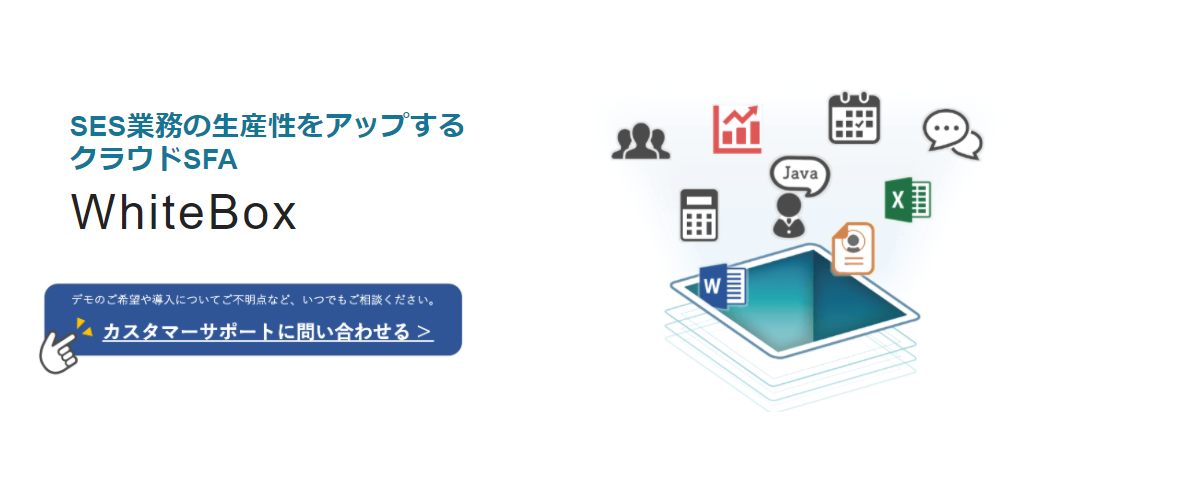 SES業務の生産性をアップする
クラウドSFA
WhiteBox
デモのご希望や導入についてご不明点など、いつでもご相談ください。
カスタマーサポートに問い合わせる >
Java
X
W